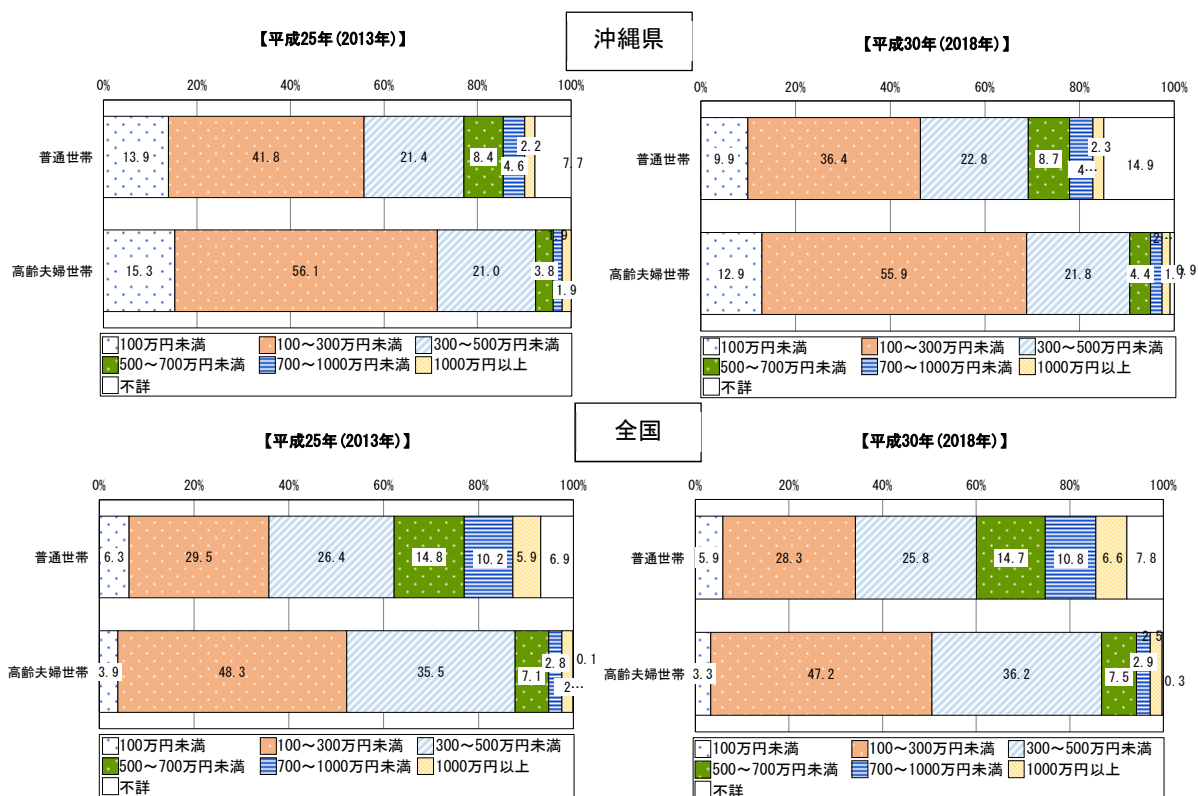 沖縄県
【平成25年(2013年)】
0% 20% 40% 60% 80% 100%
普通世帯 13.9 41.8 21.4 8.4 4.6 2.2 7.7
高齢夫婦世帯 15.3 56.1 21.0 3.8 1.9 1.9
100万円未満 100～300万円未満 300～500万円未満
500～700万円未満 700～1000万円未満 1000万円以上
不詳
【平成30年(2018年)】
0% 20% 40% 60% 80% 100%
普通世帯 9.9 36.4 22.8 8.7 4… 2.3 14.9
高齢夫婦世帯 12.9 55.9 21.8 4.4 2… 1.7 0.9
100万円未満 100～300万円未満 300～500万円未満
500～700万円未満 700～1000万円未満 1000万円以上
不詳
全国
【平成25年(2013年)】
0% 20% 40% 60% 80% 100%
普通世帯 6.3 29.5 26.4 14.8 10.2 5.9 6.9
高齢夫婦世帯 3.9 48.3 35.5 7.1 2.8 2… 0.1
100万円未満 100～300万円未満 300～500万円未満
500～700万円未満 700～1000万円未満 1000万円以上
不詳
【平成30年(2018年)】
0% 20% 40% 60% 80% 100%
普通世帯 5.9 28.3 25.8 14.7 10.8 6.6 7.8
高齢夫婦世帯 3.3 47.2 36.2 7.5 2.9 2.5 0.3
100万円未満 100～300万円未満 300～500万円未満
500～700万円未満 700～1000万円未満 1000万円以上
不詳